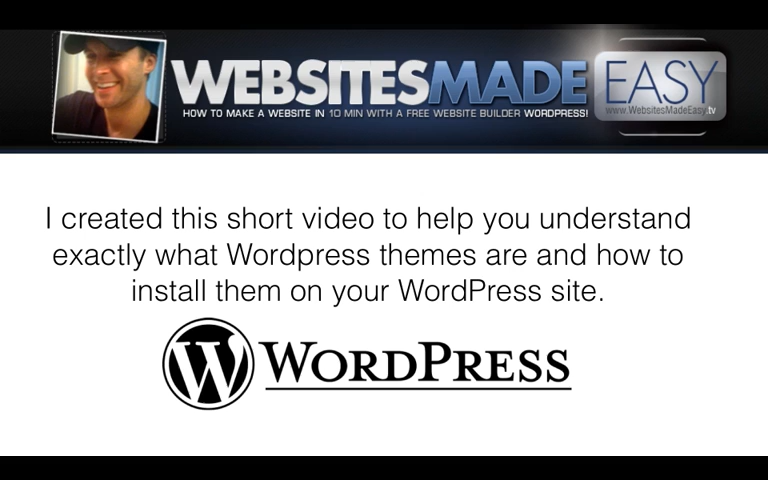 WEBSITESMADE EASY
HOW TO MAKE A WEBSITE IN 10 MIN WITH A FREE WEBSITE BUILDER WORDPRESS!
www.WebsitesMadeEasy.tv
I created this short video to help you understand
exactly what Wordpress themes are and how to
install them on your WordPress site.
WORDPRESS